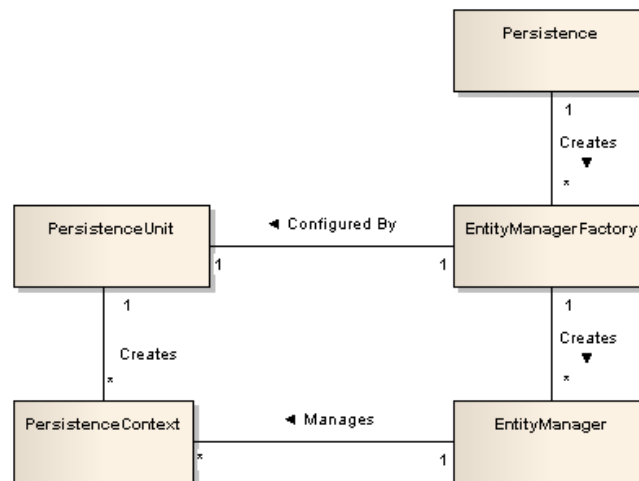 Persistence
1
Creates
▼
*
PersistenceUnit
◄ Configured By
EntityManagerFactory
1
1
1
1
Creates
Creates
▼
*
*
PersistenceContext
◄ Manages
EntityManager
*
1